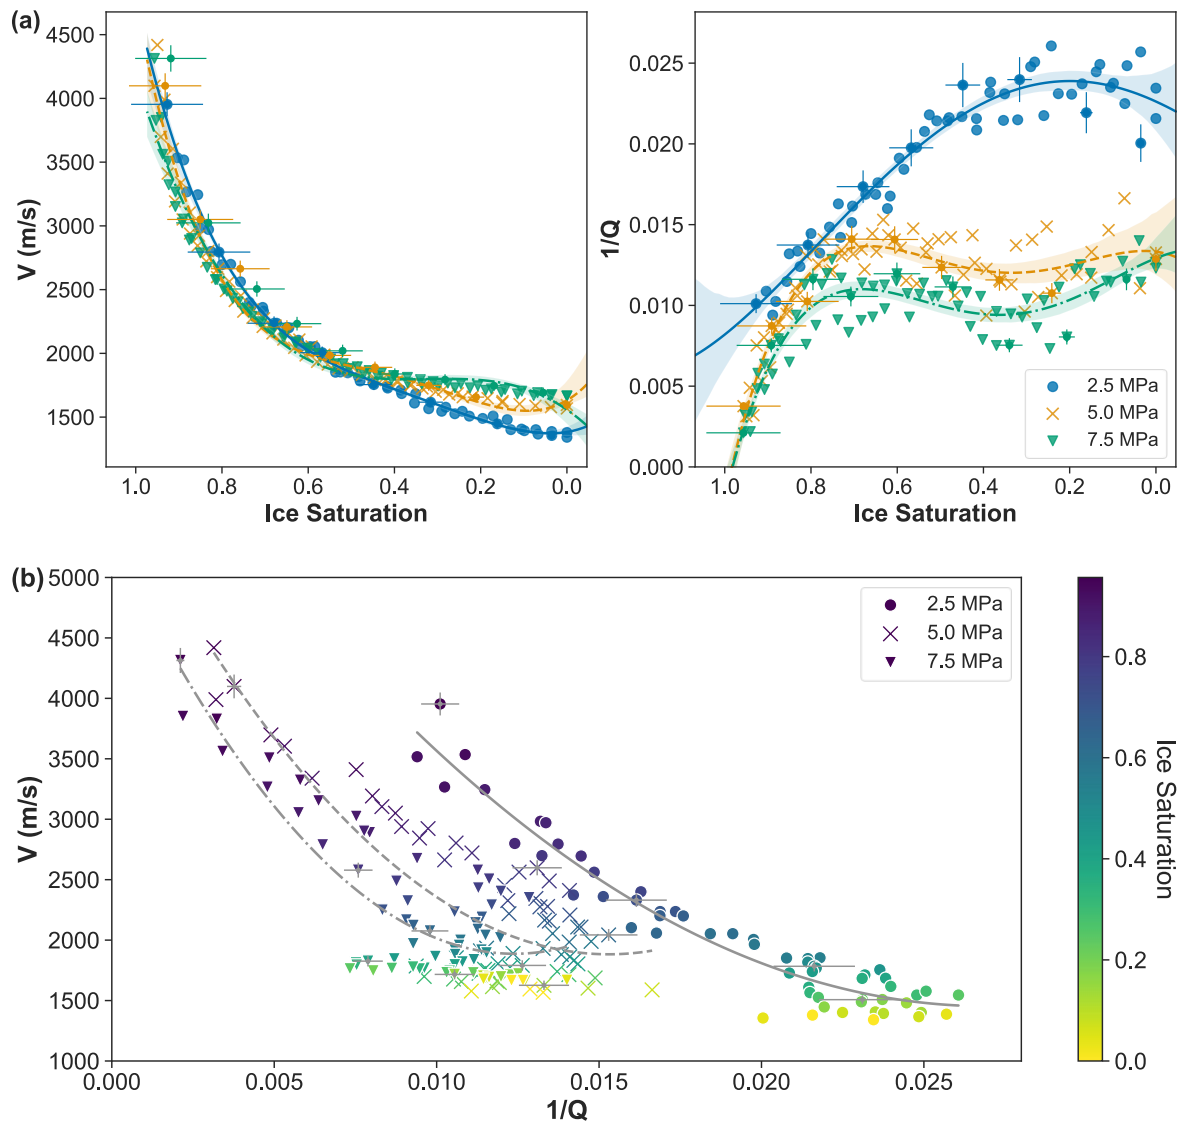 (a)
4500
4000
3500
3000
2500
2000
1500
V (m/s)
1.0 0.8 0.6 0.4 0.2 0.0
Ice Saturation
0.025
0.020
0.015
0.010
0.005
0.000
1/Q
2.5 MPa
5.0 MPa
7.5 MPa
1.0 0.8 0.6 0.4 0.2 0.0
Ice Saturation
(b)
5000
4500
4000
3500
3000
2500
2000
1500
1000
V (m/s)
2.5 MPa
5.0 MPa
7.5 MPa
0.000 0.005 0.010 0.015 0.020 0.025
1/Q
0.8
0.6
0.4
0.2
0.0
Ice Saturation